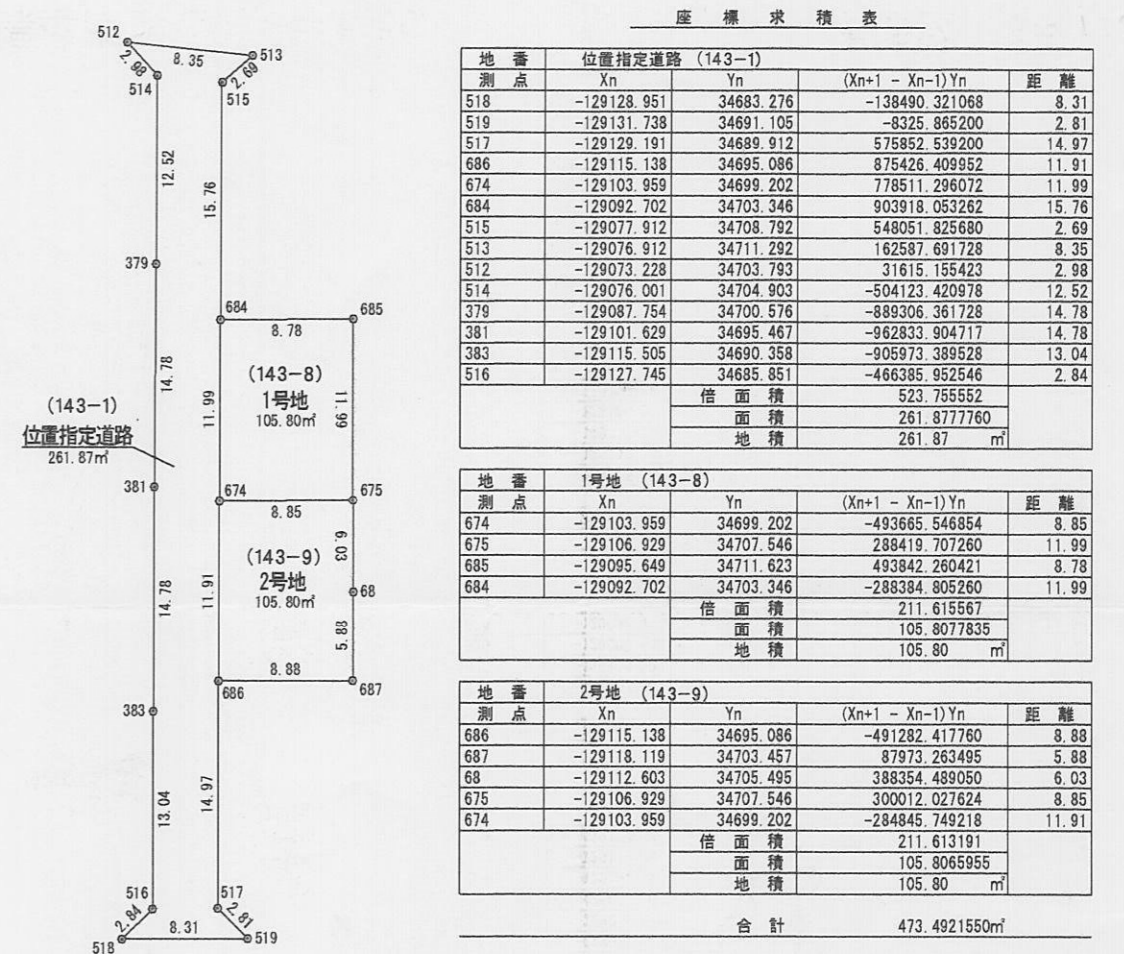 座標求積表
地番 位置指定道路 (143-1)
測点 Xn Yn (Xn+1 - Xn-1)Yn 距離
518 -129128.951 34683.276 -138490.321068 8.31
519 -129131.738 34691.105 -8325.865200 2.81
517 -129129.191 34689.912 575852.539200 14.97
686 -129115.138 34695.086 875426.409952 11.91
674 -129103.959 34699.202 778511.296072 11.99
684 -129092.702 34703.346 903918.053262 15.76
515 -129077.912 34708.792 548051.825680 2.69
513 -129076.912 34711.292 162587.691728 8.35
512 -129073.228 34703.793 31615.155423 2.98
514 -129076.001 34704.903 -504123.420978 12.52
379 -129087.754 34700.576 -889306.361728 14.78
381 -129101.629 34695.467 -962833.904717 14.78
383 -129115.505 34690.358 -905973.389528 13.04
516 -129127.745 34685.851 -466385.952546 2.84
倍面積 523.755552
面積 261.8777760
地積 261.87 ㎡
地番 1号地 (143-8)
測点 Xn Yn (Xn+1 - Xn-1)Yn 距離
674 -129103.959 34699.202 -493665.546854 8.85
675 -129106.929 34707.546 288419.707260 11.99
685 -129095.649 34711.623 493842.260421 8.78
684 -129092.702 34703.346 -288384.805260 11.99
倍面積 211.615567
面積 105.8077835
地積 105.80 ㎡
地番 2号地 (143-9)
測点 Xn Yn (Xn+1 - Xn-1)Yn 距離
686 -129115.138 34695.086 -491282.417760 8.88
687 -129118.119 34703.457 87973.263495 5.88
68 -129112.603 34705.495 388354.489050 6.03
675 -129106.929 34707.546 300012.027624 8.85
674 -129103.959 34699.202 -284845.749218 11.91
倍面積 211.613191
面積 105.8065955
地積 105.80 ㎡
合計 473.4921550㎡
512
8.35
513
2.98
2.69
514
515
12.52
15.76
379
684
8.78
685
14.78
11.99
(143-8)
1号地
105.80㎡
11.99
(143-1)
位置指定道路
261.87㎡
381
674
8.85
675
14.78
11.91
(143-9)
2号地
105.80㎡
6.03
68
5.88
686
8.88
687
383
13.04
14.97
516
517
2.84
8.31
2.81
518
519